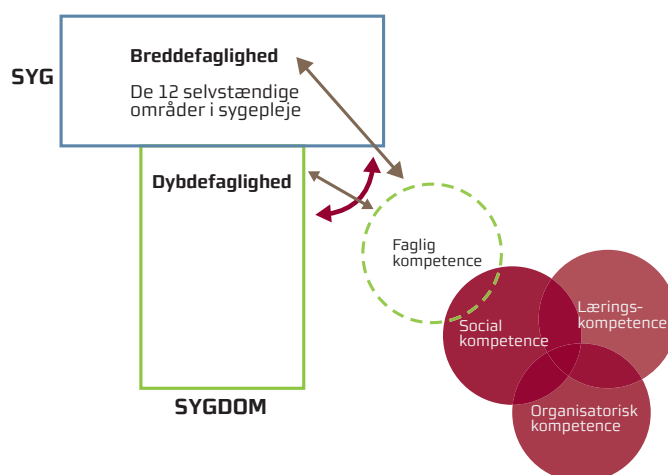 SYG
Breddefaglighed
De 12 selvstændige
områder i sygepleje
Dybdefaglighed
Faglig
kompetence
Social
kompetence
Lærings-
kompetence
Organisatorisk
kompetence
SYGDOM